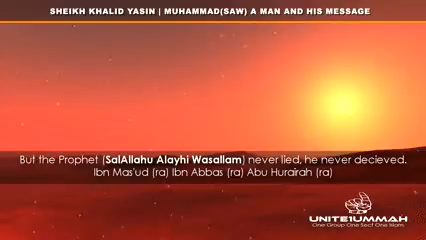 SHEIKH KHALID YASIN | MUHAMMAD(SAW) A MAN AND HIS MESSAGE
But the Prophet (SalAllahu Alayhi Wasallam) never lied, he never decieved.
Ibn Mas'ud (ra) Ibn Abbas (ra) Abu Hurairah (ra)
UNITE1UMMAH
One Group One Sect One Islam